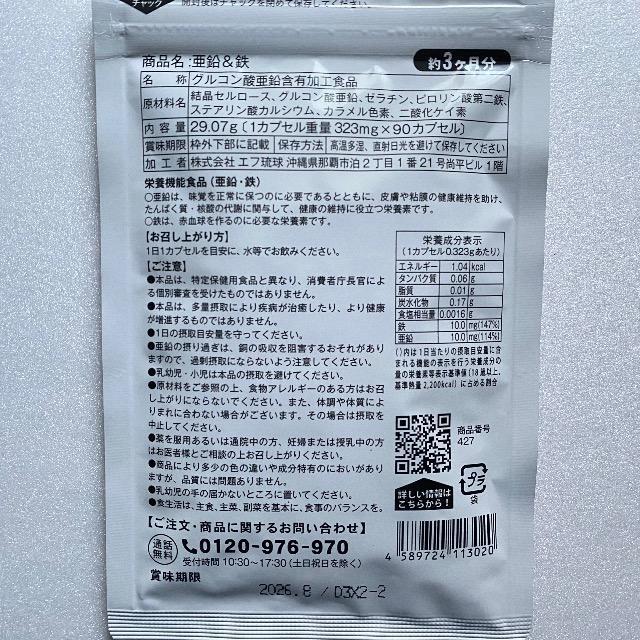 チャック 開封後はチャックを閉めて保存してください。
商品名:亜鉛&鉄
約3ヶ月分
名称 グルコン酸亜鉛含有加工食品
原材料名 結晶セルロース、グルコン酸亜鉛、ゼラチン、ピロリン酸第二鉄、
ステアリン酸カルシウム、カラメル色素、二酸化ケイ素
内容量 29.07g〔1カプセル重量323mg×90カプセル〕
賞味期限 枠外下部に記載 保存方法 高温多湿、直射日光を避けて保存してください
加工者 株式会社 エフ琉球 沖縄県那覇市泊2丁目1番21号尚平ビル1階
栄養機能食品(亜鉛・鉄)
○亜鉛は、味覚を正常に保つのに必要であるとともに、皮膚や粘膜の健康維持を助け、
たんぱく質・核酸の代謝に関与して、健康の維持に役立つ栄養素です。
○鉄は、赤血球を作るのに必要な栄養素です。
【お召し上がり方】
1日1カプセルを目安に、水等でお飲みください。
【ご注意】
●本品は、特定保健用食品と異なり、消費者庁長官によ
る個別審査を受けたものではありません。
●本品は、多量摂取により疾病が治癒したり、より健康
が増進するものではありません。
●1日の摂取目安量を守ってください。
●亜鉛の摂り過ぎは、銅の吸収を阻害するおそれがあり
ますので、過剰摂取にならないよう注意してください。
●乳幼児・小児は本品の摂取を避けてください。
●原材料をご参照の上、食物アレルギーのある方はお召
し上がりにならないでください。また、体調や体質によ
りまれに合わない場合がございます。その場合は摂取を
中止してください。
●薬を服用あるいは通院中の方、妊婦または授乳中の方
はお医者様とご相談の上お召し上がりください。
●商品により多少の色の違いや成分特有のにおいがあり
ますが、品質には問題ありません。
●乳幼児の手の届かないところに置いてください。
●食生活は、主食、主菜、副菜を基本に、食事のバランスを。
栄養成分表示
(1カプセル0.323gあたり)
エネルギー 1.04 kcal
タンパク質 0.06 g
脂質 0.01 g
炭水化物 0.17 g
食塩相当量 0.0016 g
鉄 10.0 mg(147%)
亜鉛 10.0 mg(114%)
( )内は1日当たりの摂取目安量に含
まれる機能の表示を行う栄養成分の
量の栄養素等表示基準値(18歳以上、
基準熱量2,200kcal)に占める割合
商品番号
427
詳しい情報は
こちらから!
プラ
袋
【ご注文・商品に関するお問い合わせ】
通話無料 0120-976-970
受付時間 10:30~17:30(土日祝日を除く)
4 589724 113020
賞味期限
2026.8 / D3X2-2